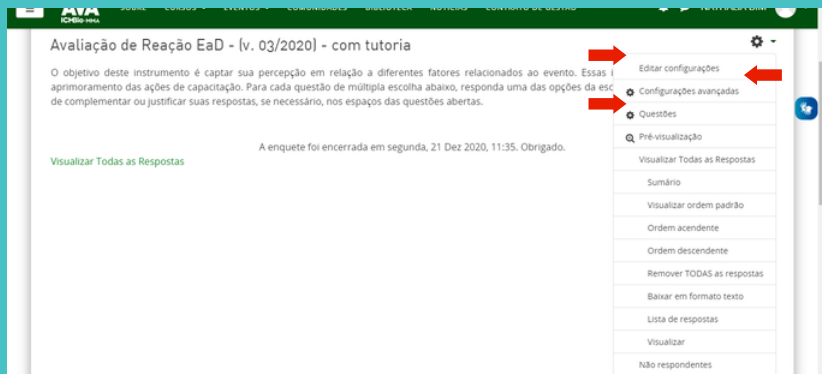 AVA SOBRE CURSOS EVENTOS COMUNIDADES BIBLIOTECA NOTÍCIAS CONTRATO DE GESTÃO
ICMBio-MMA
Avaliação de Reação EaD - (v. 03/2020) - com tutoria
O objetivo deste instrumento é captar sua percepção em relação a diferentes fatores relacionados ao evento. Essas
aprimoramento das ações de capacitação. Para cada questão de múltipla escolha abaixo, responda uma das opções da esc
de complementar ou justificar suas respostas, se necessário, nos espaços das questões abertas.
A enquete foi encerrada em segunda, 21 Dez 2020, 11:35. Obrigado.
Visualizar Todas as Respostas
Editar configurações
Configurações avançadas
Questões
Pré-visualização
Visualizar Todas as Respostas
Sumário
Visualizar ordem padrão
Ordem acendente
Ordem descendente
Remover TODAS as respostas
Baixar em formato texto
Lista de respostas
Visualizar
Não respondentes